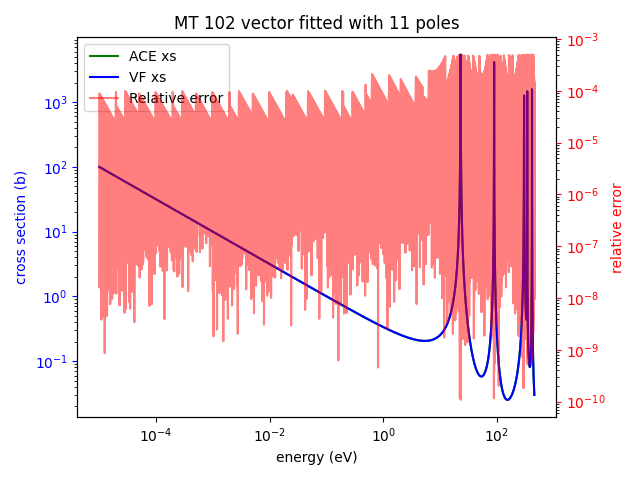 MT 102 vector fitted with 11 poles
ACE xs
VF xs
Relative error
cross section (b)
10³
10²
10¹
10⁰
10⁻¹
relative error
10⁻³
10⁻⁴
10⁻⁵
10⁻⁶
10⁻⁷
10⁻⁸
10⁻⁹
10⁻¹⁰
10⁻⁴
10⁻²
10⁰
10²
energy (eV)